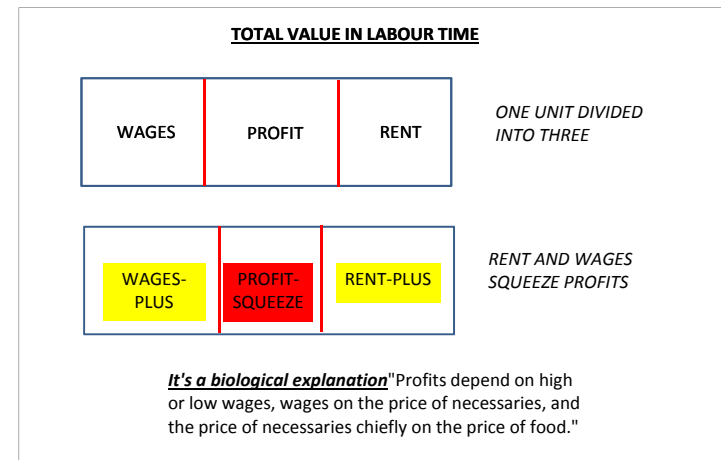 TOTAL VALUE IN LABOUR TIME
WAGES
PROFIT
RENT
ONE UNIT DIVIDED
INTO THREE
WAGES-
PLUS
PROFIT-
SQUEEZE
RENT-PLUS
RENT AND WAGES
SQUEEZE PROFITS
It's a biological explanation"Profits depend on high
or low wages, wages on the price of necessaries, and
the price of necessaries chiefly on the price of food."